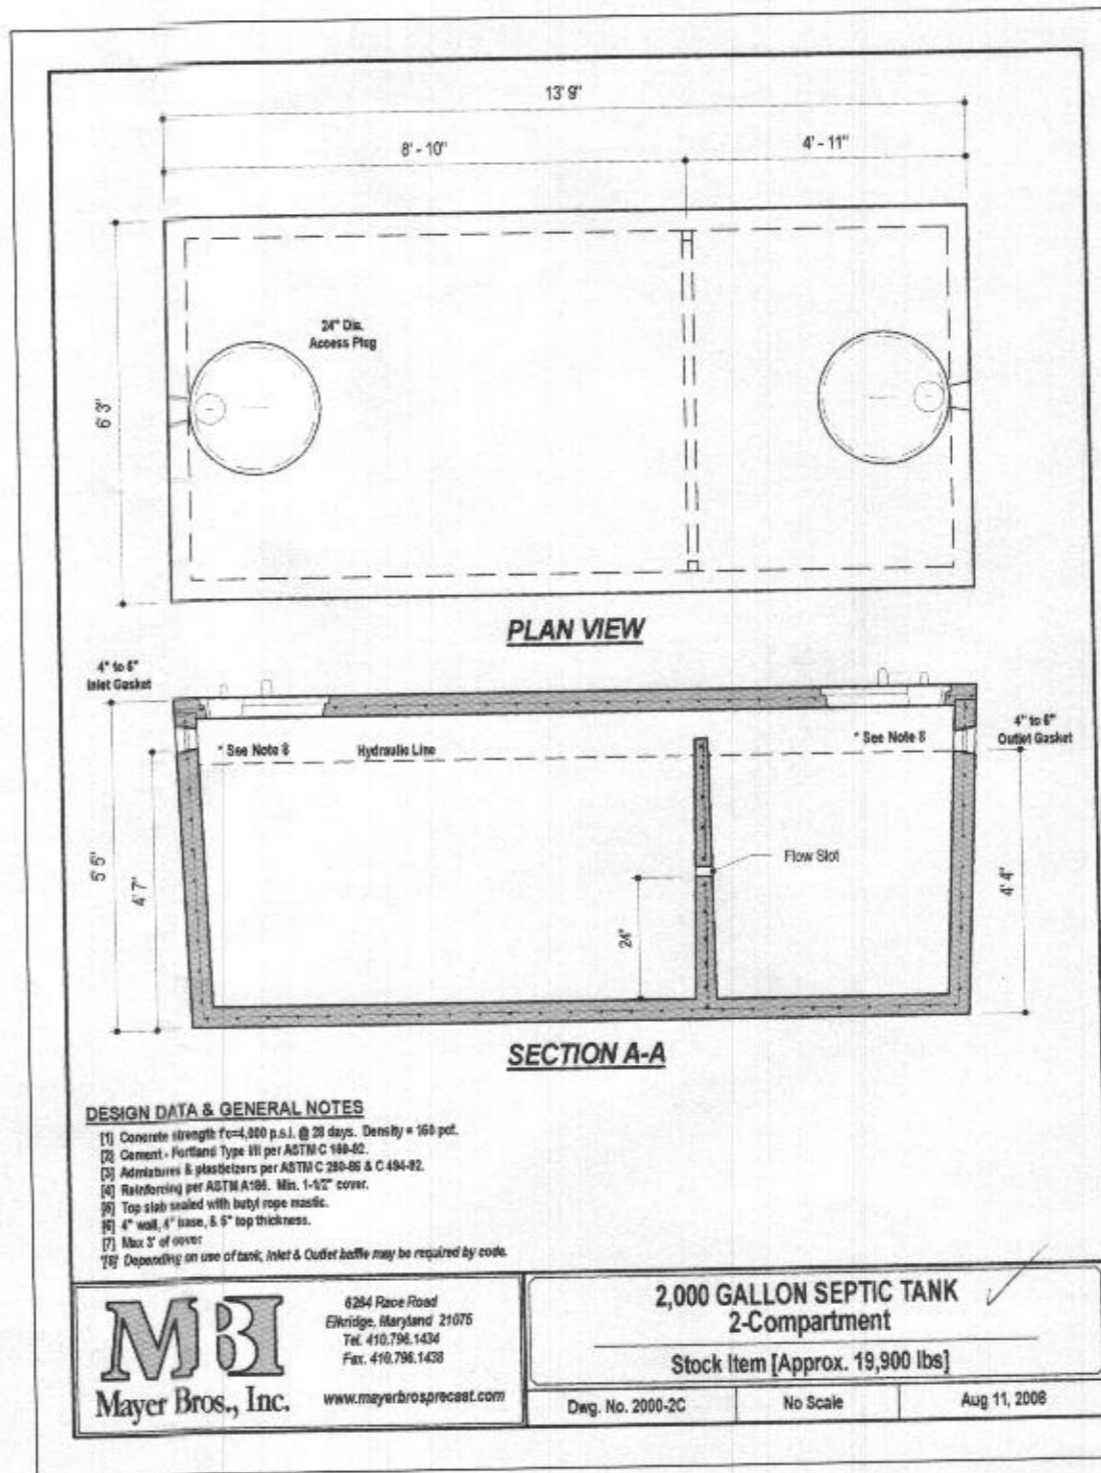 13' 9"
8' - 10"
4' - 11"
24" Dia.
Access Plug
6' 3"
PLAN VIEW
4" to 6"
Inlet Gasket
* See Note 8
Hydraulic Line
* See Note 8
4" to 6"
Outlet Gasket
Flow Slot
5' 5"
4' 7"
24"
4' 4"
SECTION A-A
DESIGN DATA & GENERAL NOTES
[1] Concrete strength f'c=4,000 p.s.i. @ 28 days. Density = 150 pcf.
[2] Cement - Portland Type I/II per ASTM C
[3] Admixtures & plasticizers per ASTM C & C 494-92.
[4] Reinforcing per ASTM Min. 1-1/2" cover.
[5] Top slab sealed with butyl rope mastic.
[6] 4" wall, 4" base, & 5" top thickness.
[7] Max 3' of cover
*[8] Depending on use of tank, Inlet & Outlet baffle may be required by code.
MBI
Mayer Bros., Inc.
6264 Race Road
Elkridge, Maryland 21075
Tel. 410.796.1434
Fax. 410.796.1438
www.mayerbrosprecast.com
2,000 GALLON SEPTIC TANK
2-Compartment
Stock Item [Approx. 19,900 lbs]
Dwg. No. 2000-2C
No Scale
Aug 11, 2008